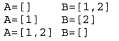 A=[]    B=[1,2]
A=[1]   B=[2]
A=[1,2] B=[]